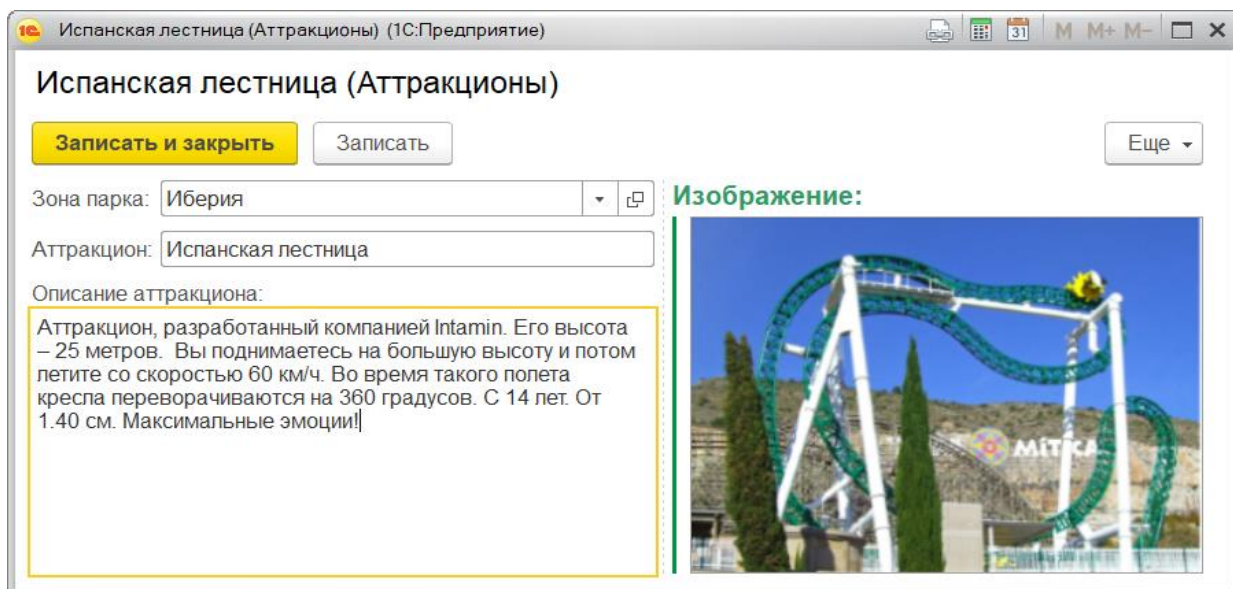 1С Испанская лестница (Аттракционы) (1С:Предприятие) 31 M M+ M-
Испанская лестница (Аттракционы)
Записать и закрыть Записать Еще
Зона парка: Иберия
Изображение:
Аттракцион: Испанская лестница
Описание аттракциона:
Аттракцион, разработанный компанией Intamin. Его высота
– 25 метров.  Вы поднимаетесь на большую высоту и потом
летите со скоростью 60 км/ч. Во время такого полета
кресла переворачиваются на 360 градусов. С 14 лет. От
1.40 см. Максимальные эмоции!
MÍTICA